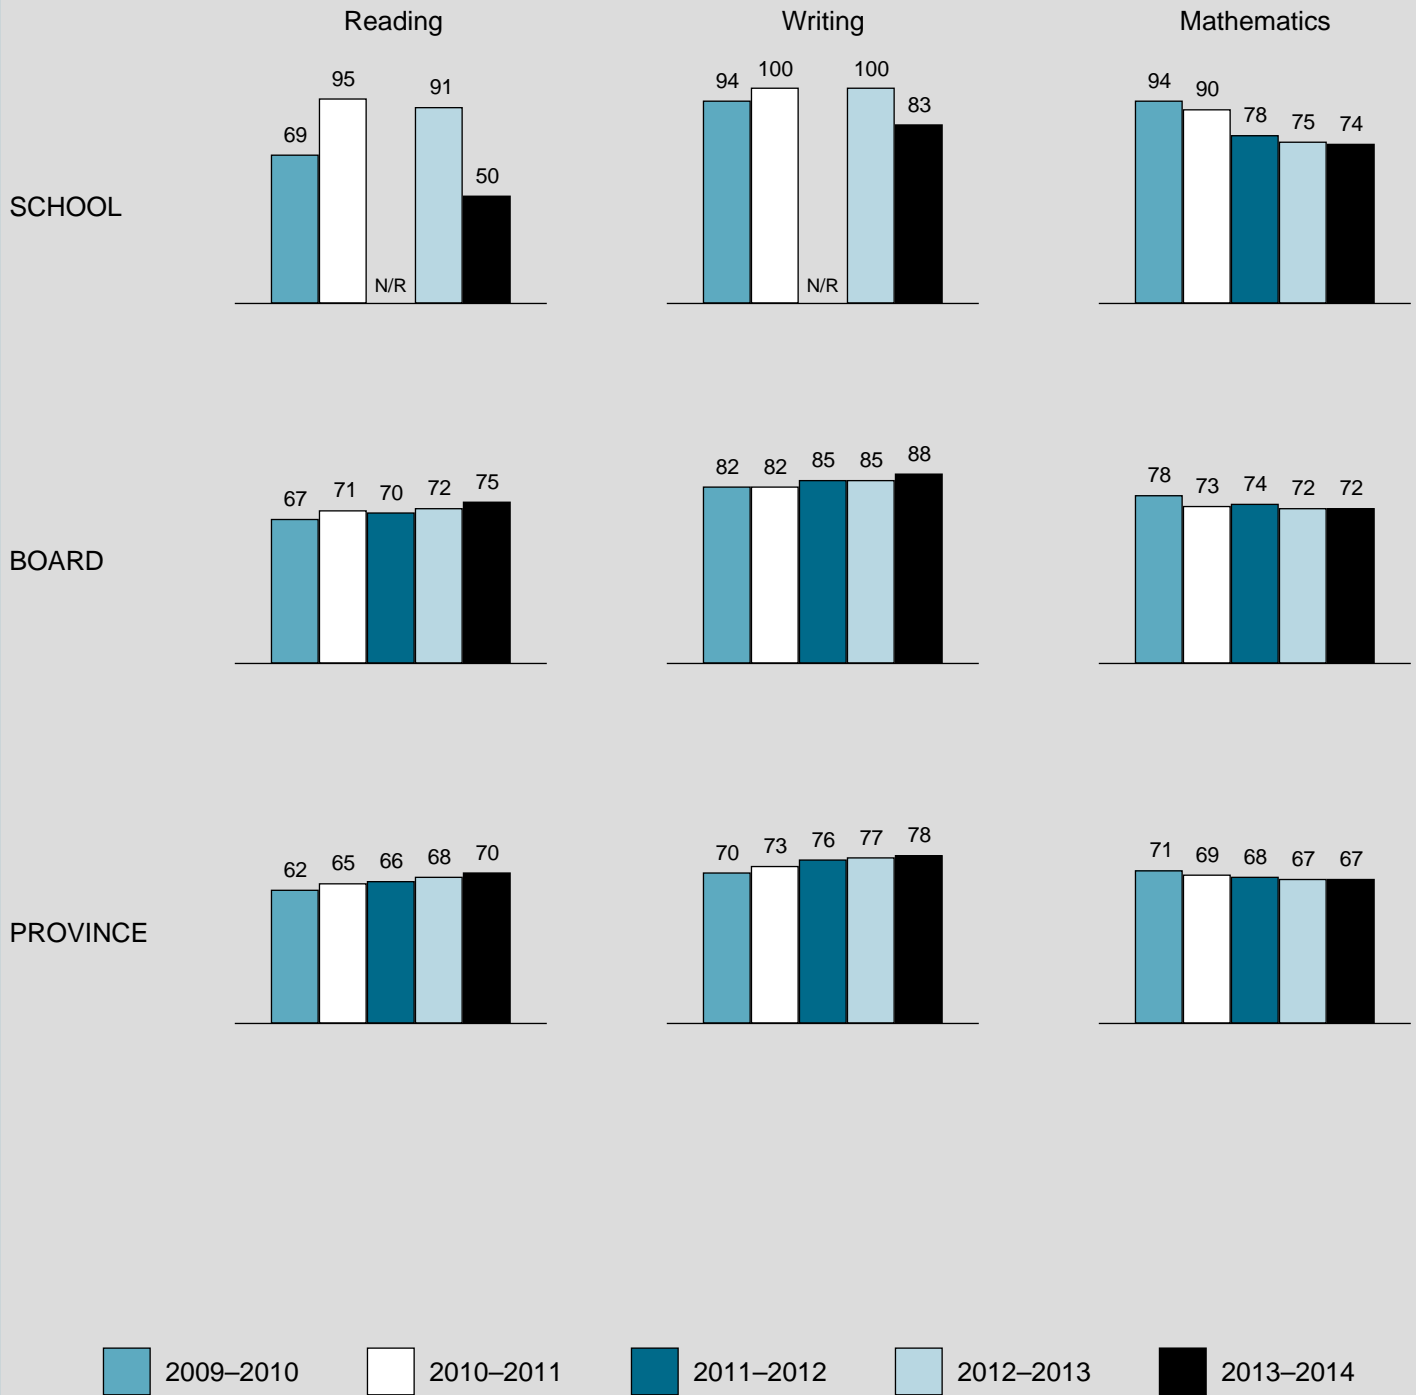 Reading Writing Mathematics
SCHOOL
69 95 N/R 91 50
94 100 N/R 100 83
94 90 78 75 74
BOARD
67 71 70 72 75
82 82 85 85 88
78 73 74 72 72
PROVINCE
62 65 66 68 70
70 73 76 77 78
71 69 68 67 67
2009–2010 2010–2011 2011–2012 2012–2013 2013–2014